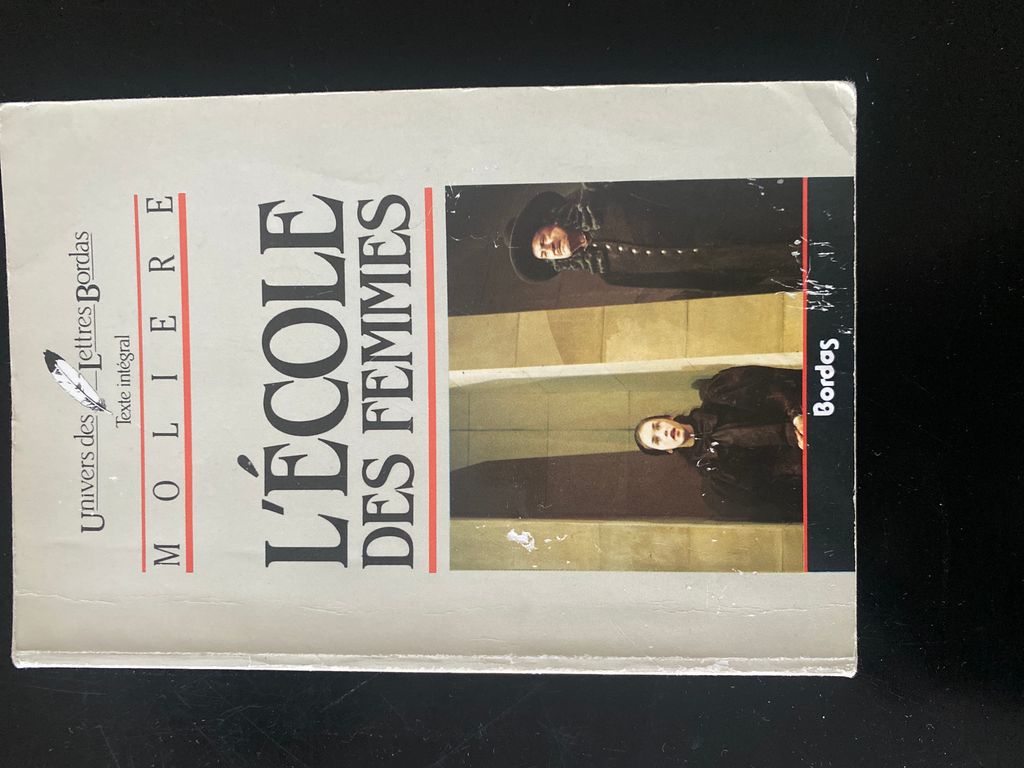 Univers des Lettres Bordas
Texte intégral
MOLIERE
L'ÉCOLE
DES FEMMES
Bordas